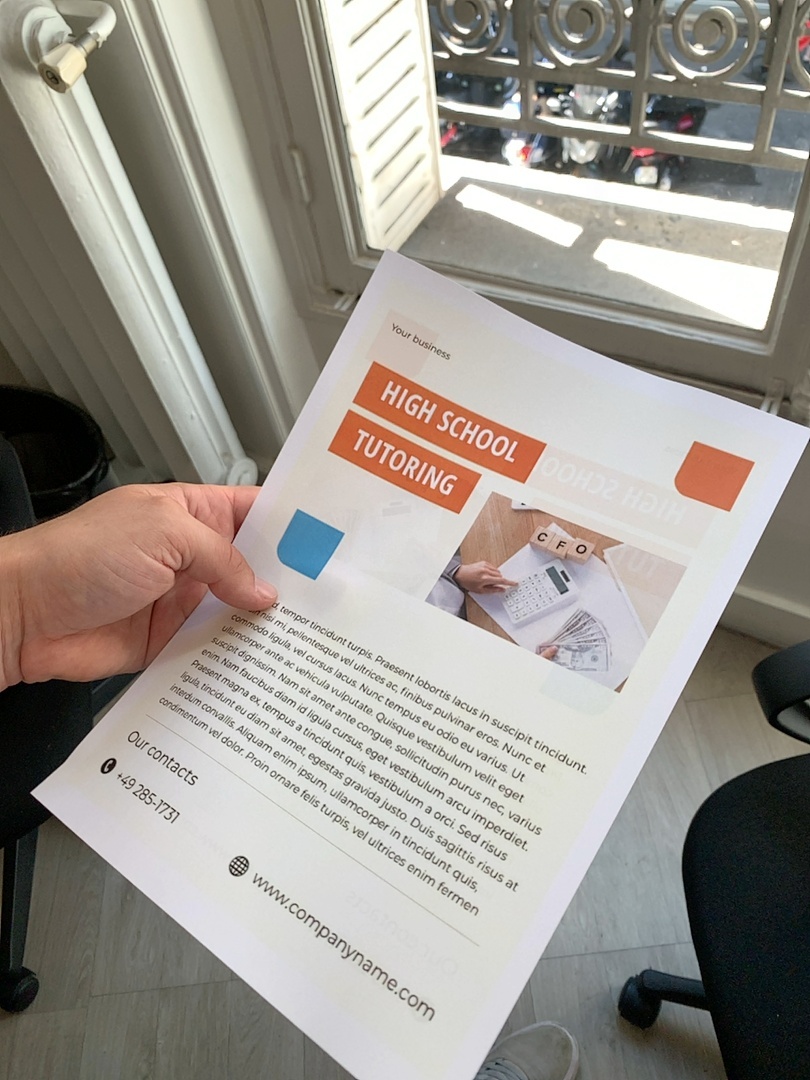 Your business
HIGH SCHOOL
TUTORING
CFO
tempor tincidunt turpis. Praesent lobortis lacus in suscipit tincidunt.
nisi mi, pellentesque vel ultrices ac, finibus pulvinar eros. Nunc et
commodo ligula, vel cursus lacus. Nunc tempus eu odio eu varius. Ut
ullamcorper ante ac vehicula vulputate. Quisque vestibulum velit eget
suscipit dignissim. Nam sit amet ante congue, sollicitudin purus nec, varius
enim. Nam faucibus diam id ligula cursus, eget vestibulum arcu imperdiet.
Praesent magna ex, tempus a tincidunt quis, vestibulum a orci. Sed risus
ligula, tincidunt eu diam sit amet, egestas gravida justo. Duis sagittis risus at
interdum convallis. Aliquam enim ipsum, ullamcorper in tincidunt quis,
condimentum vel dolor. Proin ornare felis turpis, vel ultrices enim fermen
Our contacts
+49 285-1731
www.companyname.com